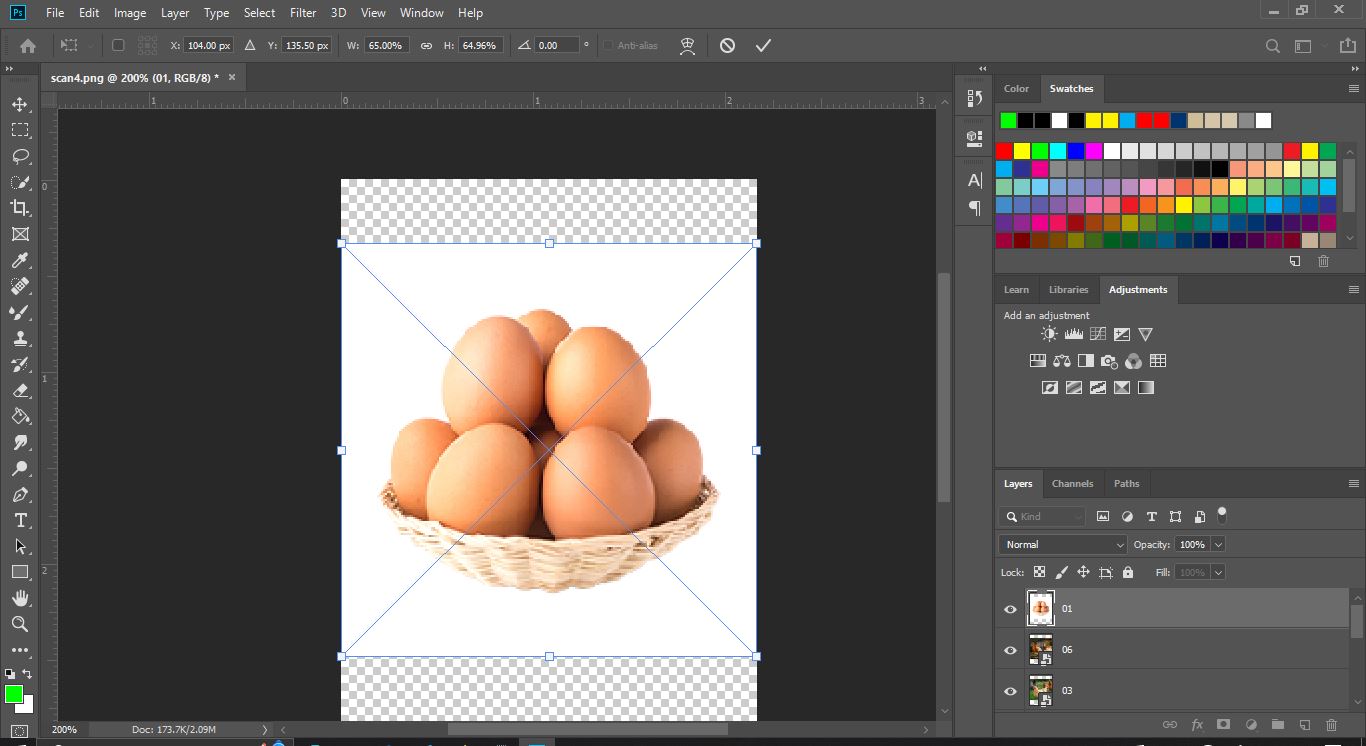 Ps File Edit Image Layer Type Select Filter 3D View Window Help
X: 104.00 px Y: 135.50 px W: 65.00% H: 64.96% 0.00 ° Anti-alias
scan4.png @ 200% (01, RGB/8) * ×
1 0 1 2 3
0
1
2
Color Swatches
Learn Libraries Adjustments
Add an adjustment
Layers Channels Paths
Kind
Normal Opacity: 100%
Lock: Fill: 100%
01
06
03
fx
200% Doc: 173.7K/2.09M